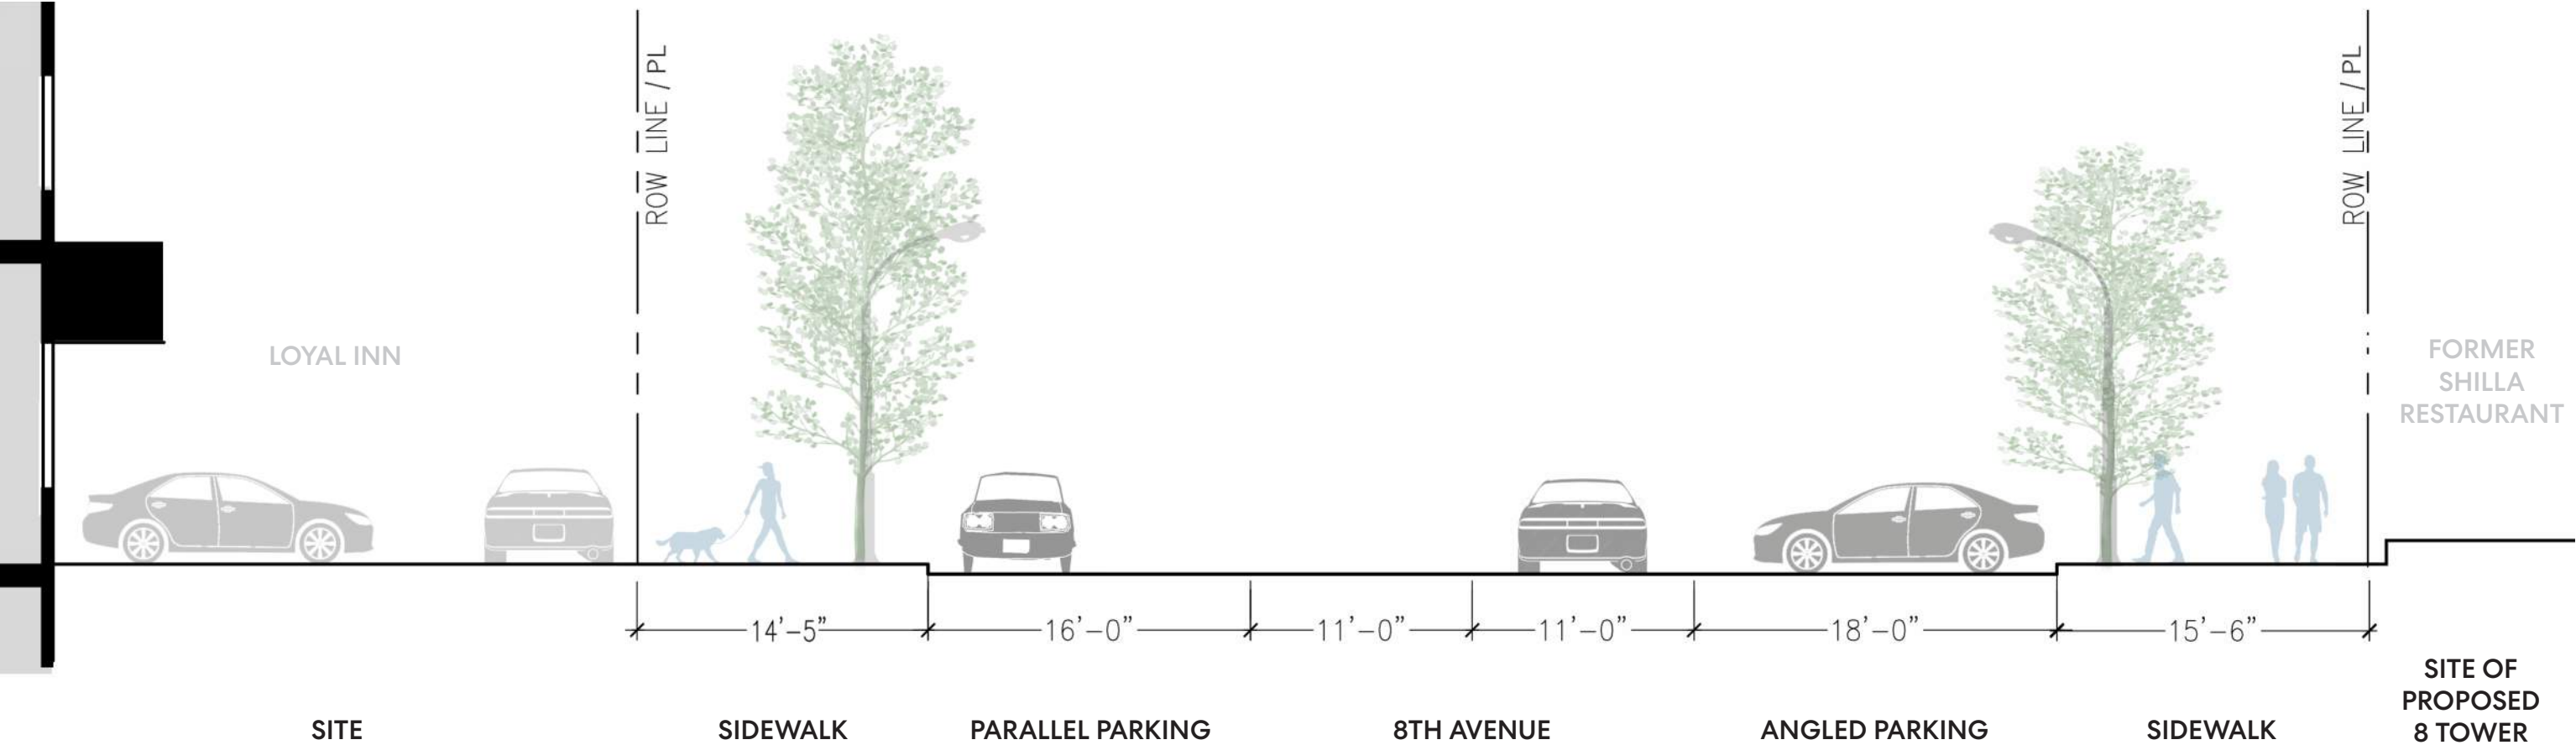 ROW LINE / PL
ROW LINE / PL
LOYAL INN
FORMER
SHILLA
RESTAURANT
14'-5"
16'-0"
11'-0"
11'-0"
18'-0"
15'-6"
SITE
SIDEWALK
PARALLEL PARKING
8TH AVENUE
ANGLED PARKING
SIDEWALK
SITE OF
PROPOSED
8 TOWER